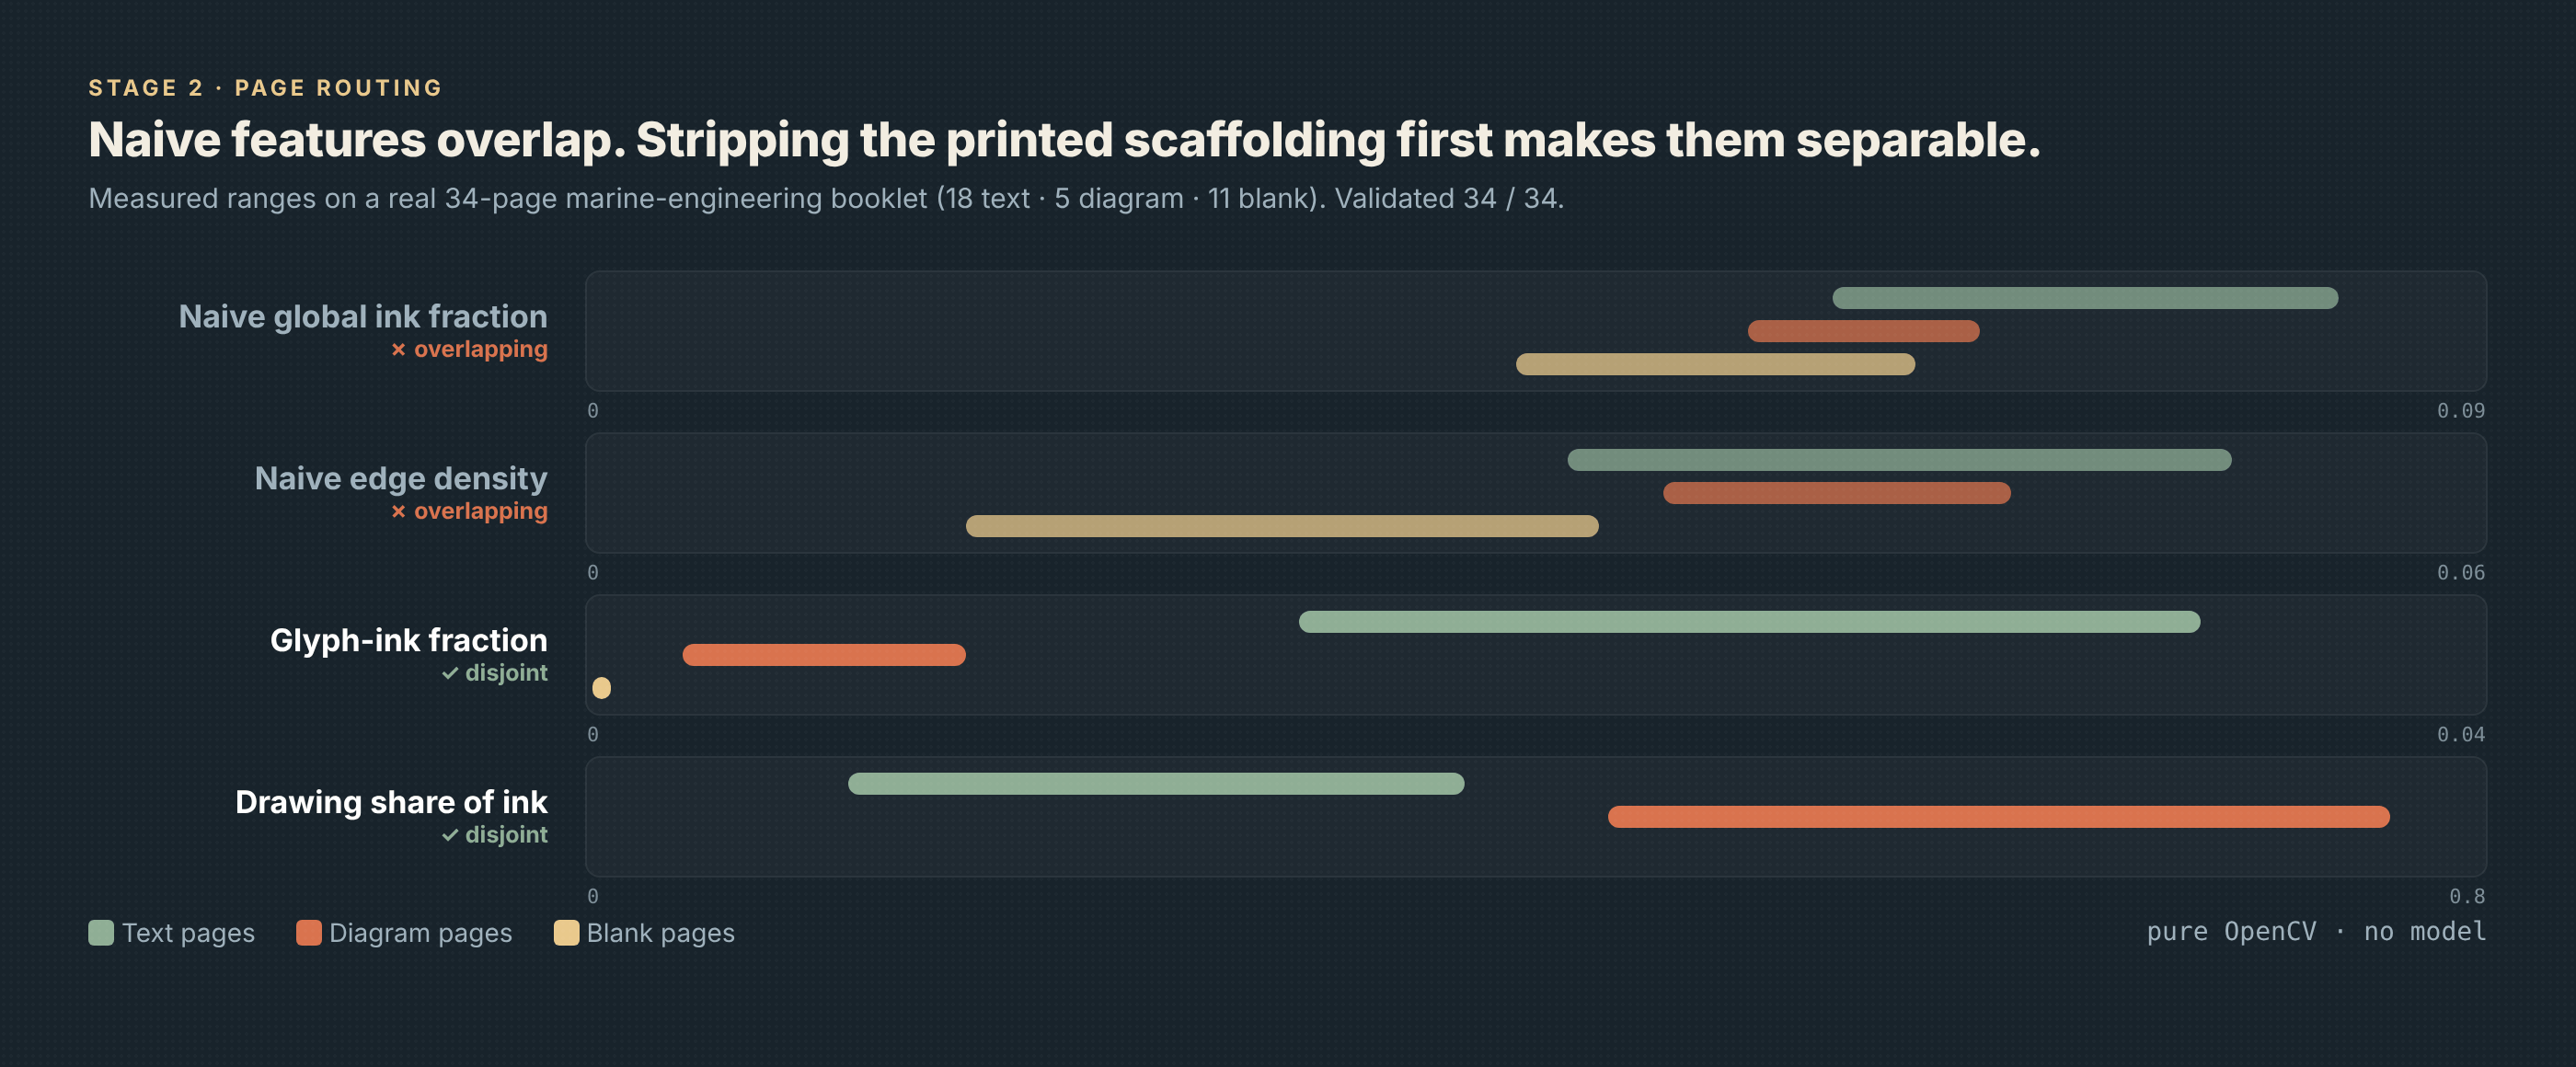 STAGE 2 · PAGE ROUTING
Naive features overlap. Stripping the printed scaffolding first makes them separable.
Measured ranges on a real 34-page marine-engineering booklet (18 text · 5 diagram · 11 blank). Validated 34 / 34.
Naive global ink fraction
× overlapping
0 0.09
Naive edge density
× overlapping
0 0.06
Glyph-ink fraction
✓ disjoint
0 0.04
Drawing share of ink
✓ disjoint
0 0.8
Text pages Diagram pages Blank pages pure OpenCV · no model